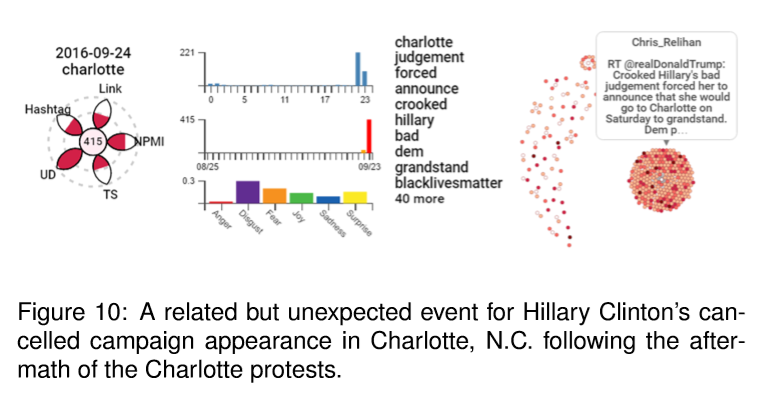 2016-09-24
charlotte
Link
Hashtag
415
NPMI
UD
TS
221
0
5
11
17
23
415
08/25
09/23
0.3
Anger
Disgust
Fear
Joy
Sadness
Surprise
charlotte
judgement
forced
announce
crooked
hillary
bad
dem
grandstand
blacklivesmatter
40 more
Chris_Relihan
RT @realDonaldTrump:
Crooked Hillary's bad
judgement forced her to
announce that she would
go to Charlotte on
Saturday to grandstand.
Dem p...
Figure 10: A related but unexpected event for Hillary Clinton's can-
celled campaign appearance in Charlotte, N.C. following the after-
math of the Charlotte protests.